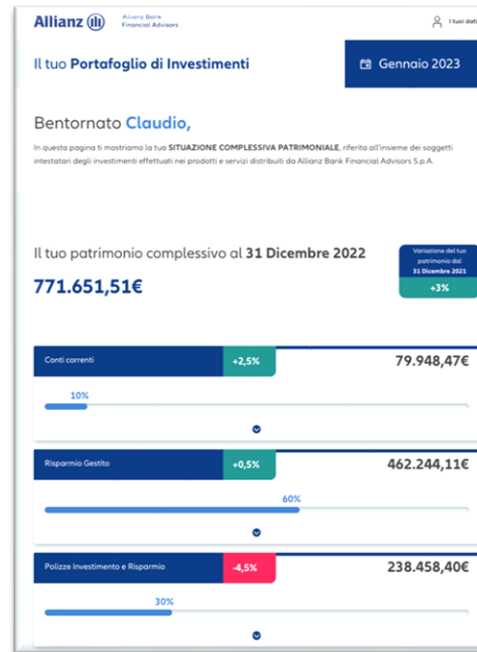 Allianz
Allianz Bank
Financial Advisors
I tuoi dati
Il tuo Portafoglio di Investimenti
Gennaio 2023
Bentornato Claudio,
In questa pagina ti mostriamo la tua SITUAZIONE COMPLESSIVA PATRIMONIALE, riferita all'insieme dei soggetti
intestatari degli investimenti effettuati nei prodotti e servizi distribuiti da Allianz Bank Financial Advisors S.p.A.
Il tuo patrimonio complessivo al 31 Dicembre 2022
771.651,51€
Variazione del tuo
patrimonio dal
31 Dicembre 2021
+3%
Conti correnti
+2,5%
79.948,47€
10%
Risparmio Gestito
+0,5%
462.244,11€
60%
Polizze Investimento e Risparmio
-4,5%
238.458,40€
30%